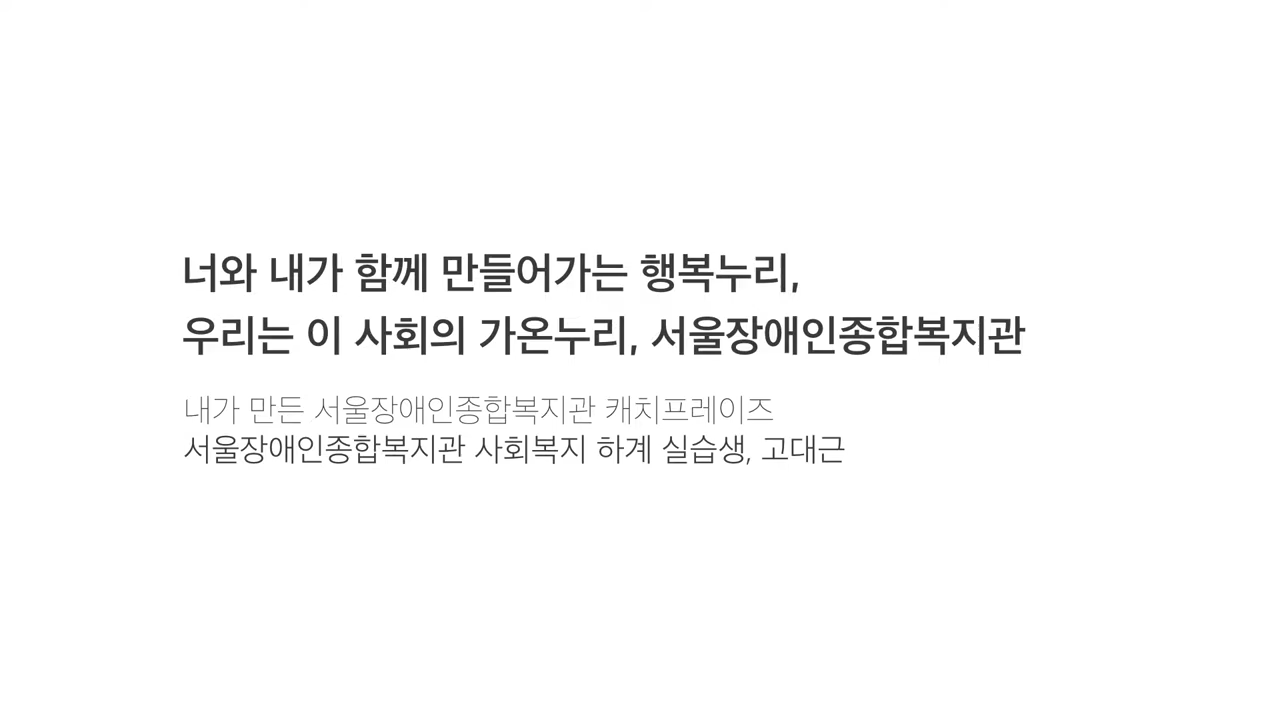 너와 내가 함께 만들어가는 행복누리,
우리는 이 사회의 가온누리, 서울장애인종합복지관
내가 만든 서울장애인종합복지관 캐치프레이즈
서울장애인종합복지관 사회복지 하계 실습생, 고대근